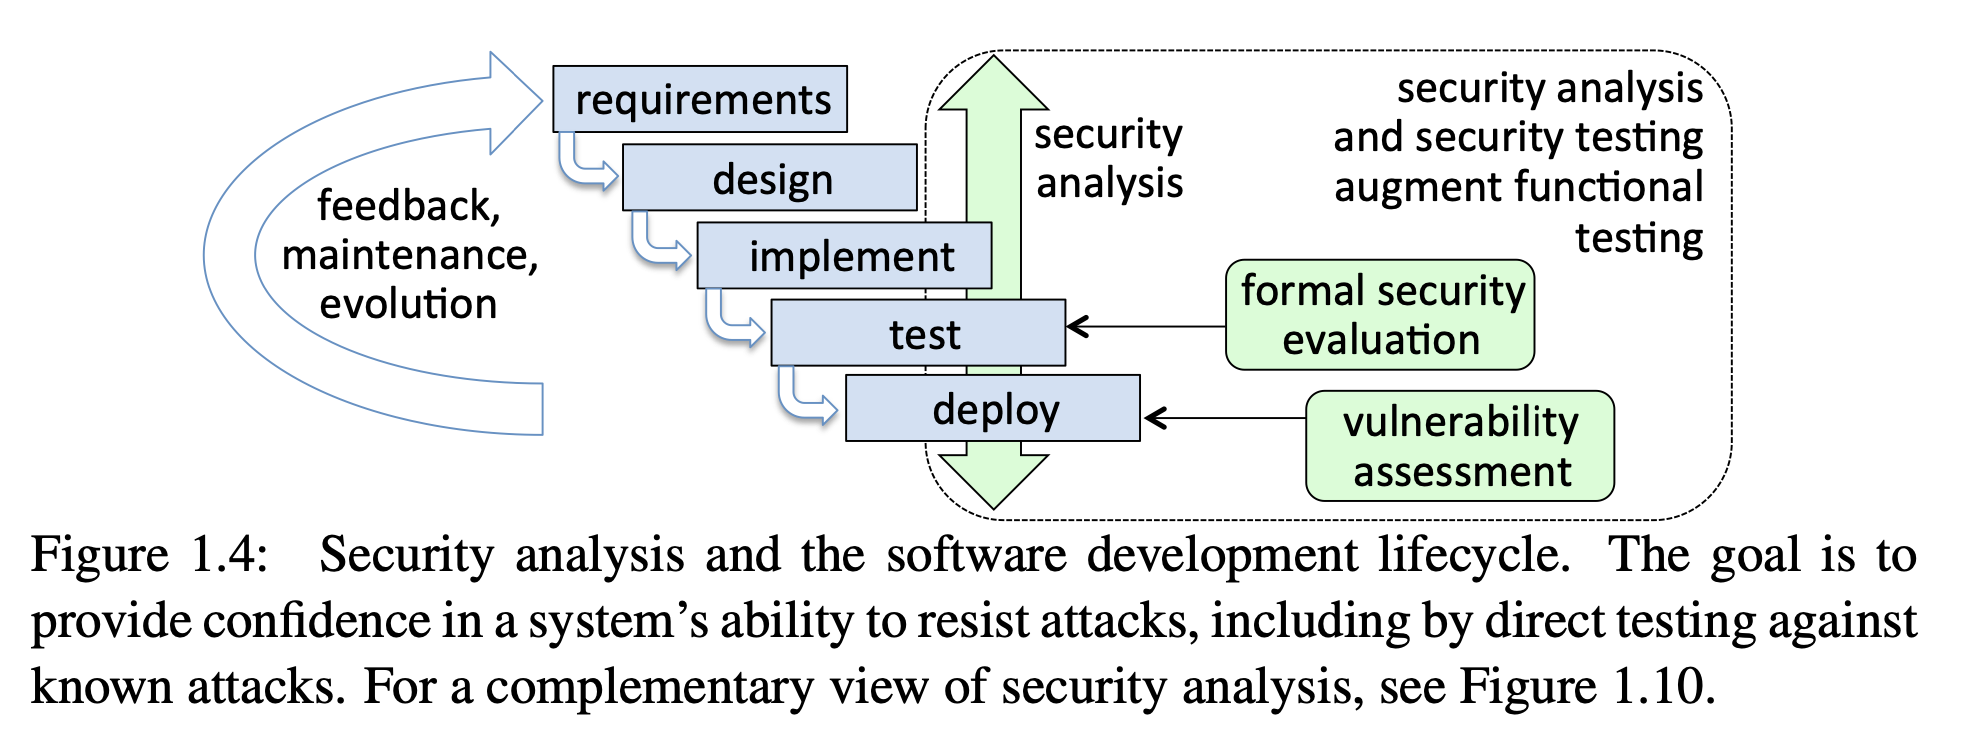 requirements
design
implement
test
deploy
feedback,
maintenance,
evolution
security
analysis
security analysis
and security testing
augment functional
testing
formal security
evaluation
vulnerability
assessment
Figure 1.4: Security analysis and the software development lifecycle. The goal is to
provide confidence in a system’s ability to resist attacks, including by direct testing against
known attacks. For a complementary view of security analysis, see Figure 1.10.